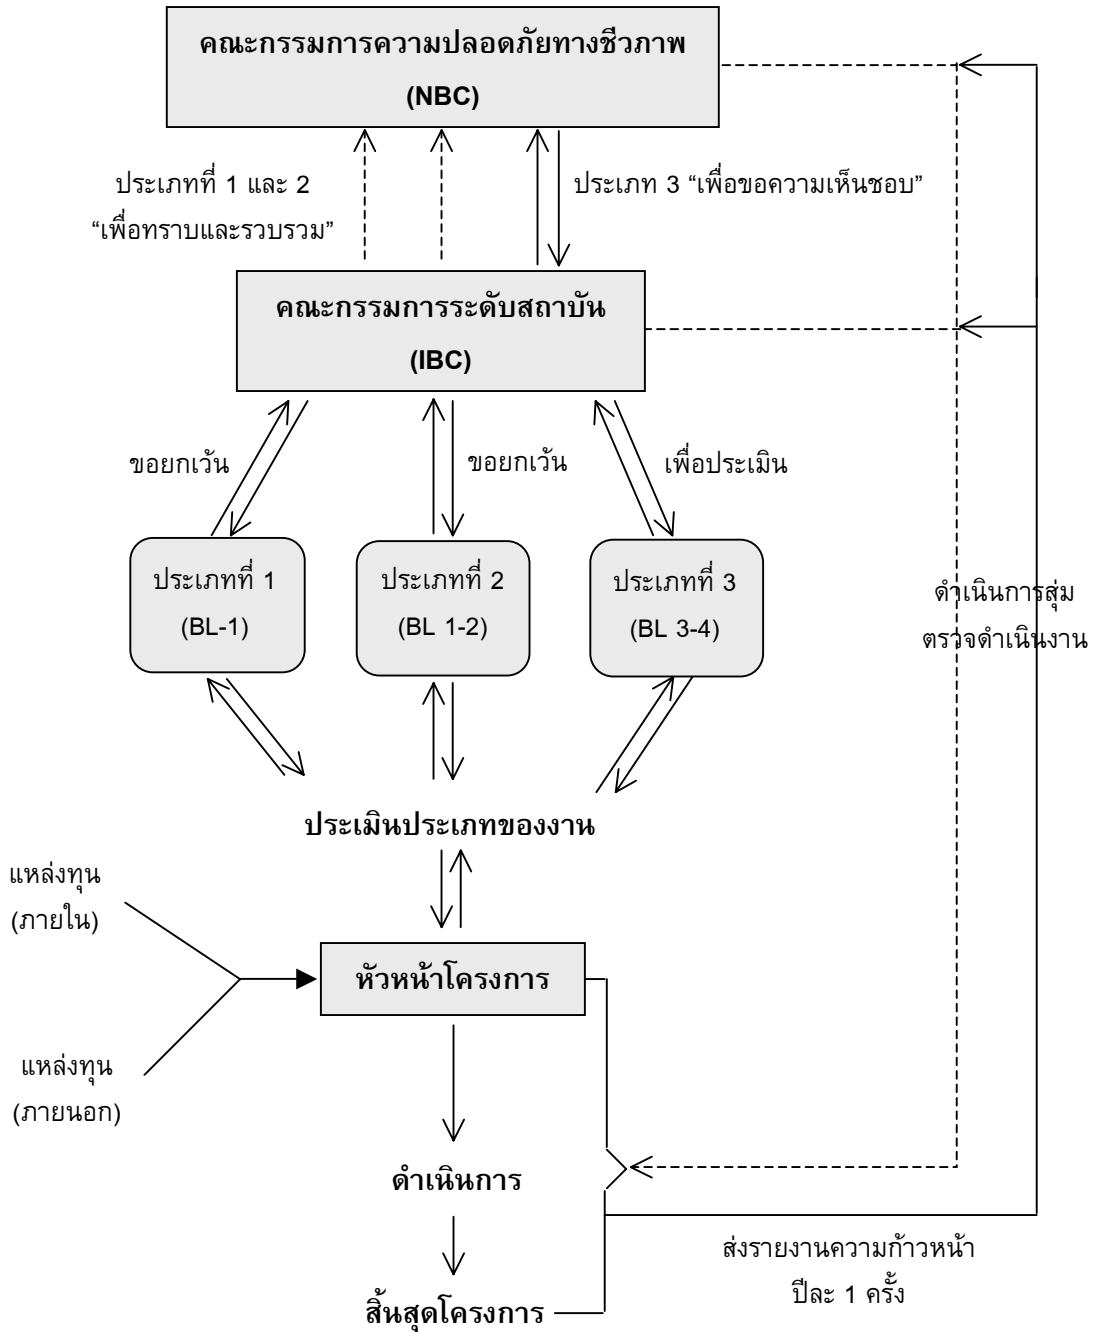 คณะกรรมการความปลอดภัยทางชีวภาพ
(NBC)
ประเภทที่ 1 และ 2
“เพื่อทราบและรวบรวม”
ประเภท 3 “เพื่อขอความเห็นชอบ”
คณะกรรมการระดับสถาบัน
(IBC)
ขอยกเว้น
ขอยกเว้น
เพื่อประเมิน
ประเภทที่ 1
(BL-1)
ประเภทที่ 2
(BL 1-2)
ประเภทที่ 3
(BL 3-4)
ดำเนินการสุ่ม
ตรวจดำเนินงาน
ประเมินประเภทของงาน
แหล่งทุน
(ภายใน)
หัวหน้าโครงการ
แหล่งทุน
(ภายนอก)
ดำเนินการ
ส่งรายงานความก้าวหน้า
ปีละ 1 ครั้ง
สิ้นสุดโครงการ